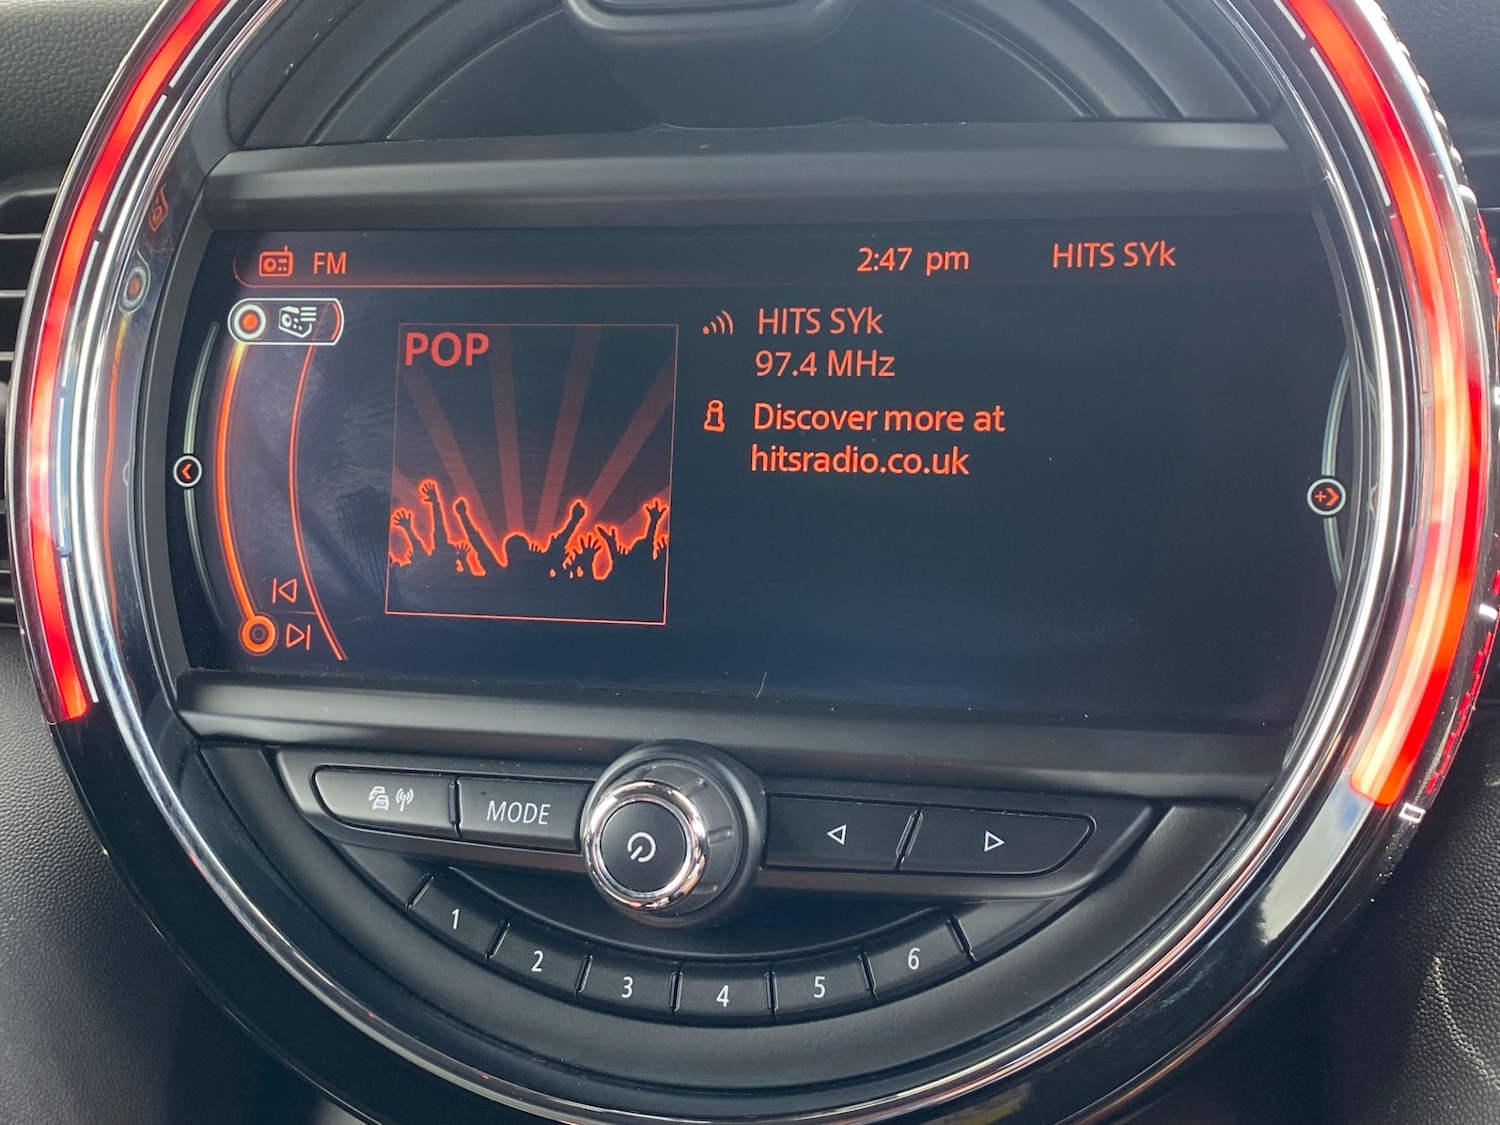 FM
2:47 pm
HITS SYk
POP
HITS SYk
97.4 MHz
Discover more at
hitsradio.co.uk
MODE
1
2
3
4
5
6